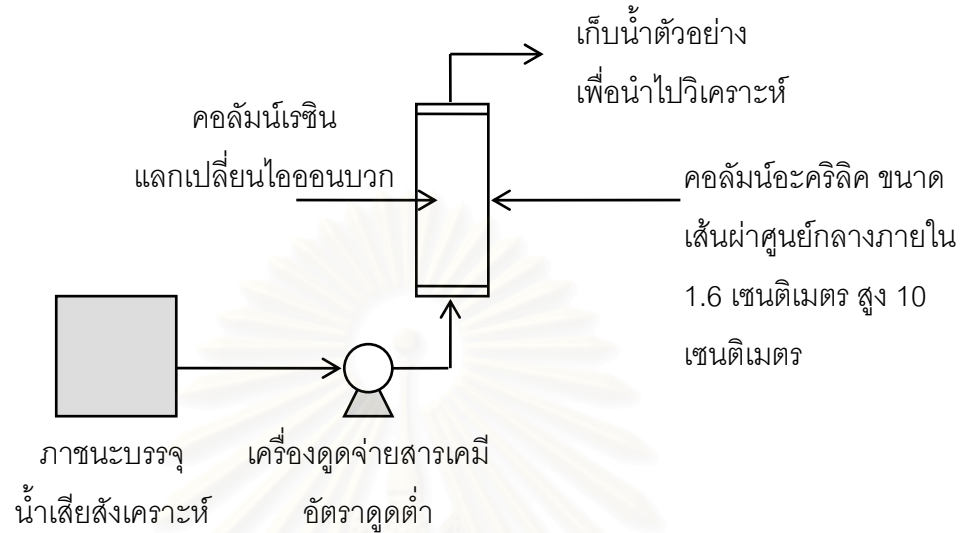 เก็บน้ำตัวอย่าง
เพื่อนำไปวิเคราะห์
คอลัมน์เรซิน
แลกเปลี่ยนไอออนบวก
คอลัมน์อะคริลิค ขนาด
เส้นผ่าศูนย์กลางภายใน
1.6 เซนติเมตร สูง 10
เซนติเมตร
ภาชนะบรรจุ
น้ำเสียสังเคราะห์
เครื่องดูดจ่ายสารเคมี
อัตราดูดต่ำ